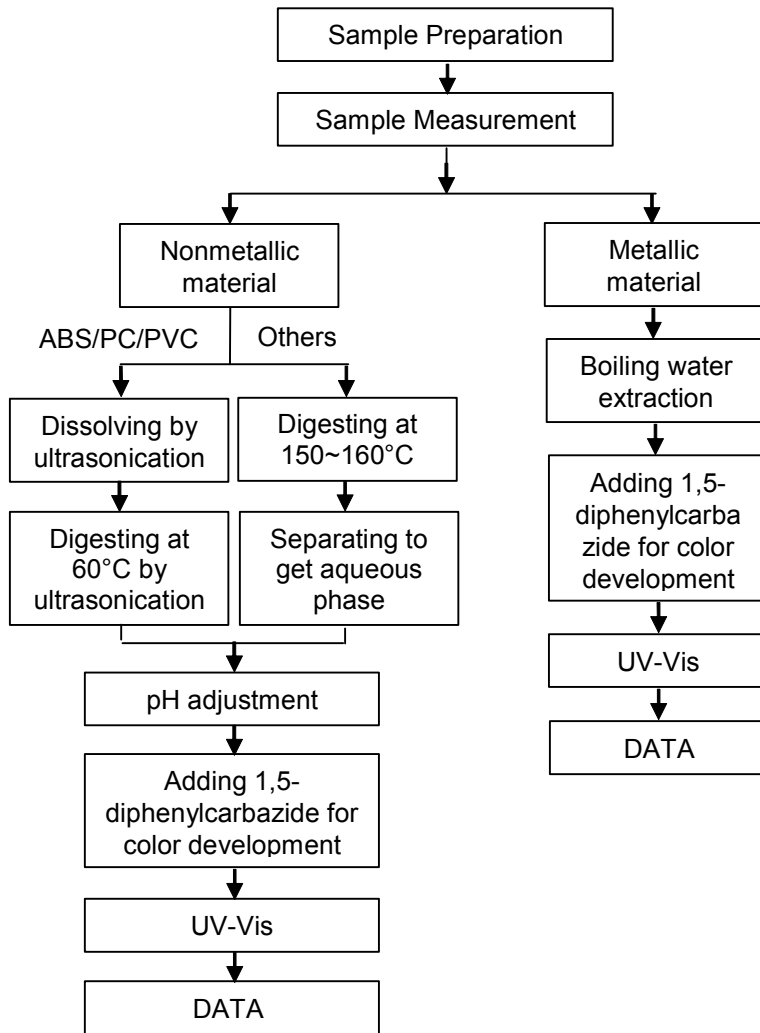 Sample Preparation
Sample Measurement
Nonmetallic
material
ABS/PC/PVC
Others
Dissolving by
ultrasonication
Digesting at
150~160°C
Digesting at
60°C by
ultrasonication
Separating to
get aqueous
phase
pH adjustment
Adding 1,5-
diphenylcarbazide for
color development
UV-Vis
DATA
Metallic
material
Boiling water
extraction
Adding 1,5-
diphenylcarba
zide for color
development
UV-Vis
DATA